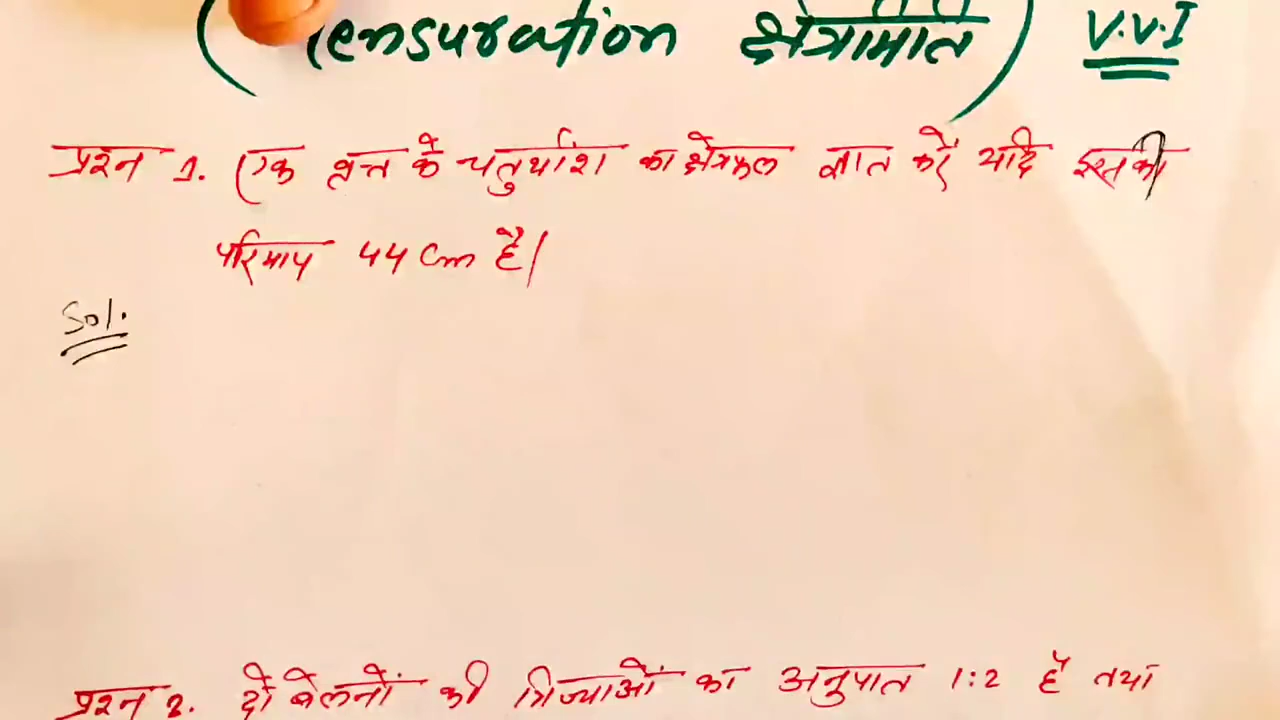 (Mensuration क्षेत्रमिति) V.V.I
प्रश्न 1. एक वृत्त के चतुर्थांश का क्षेत्रफल ज्ञात करें यदि इसकी
परिमाप 44 cm है।
Sol.
प्रश्न 2. दो बेलनों की त्रिज्याओं का अनुपात 1:2 है तथा